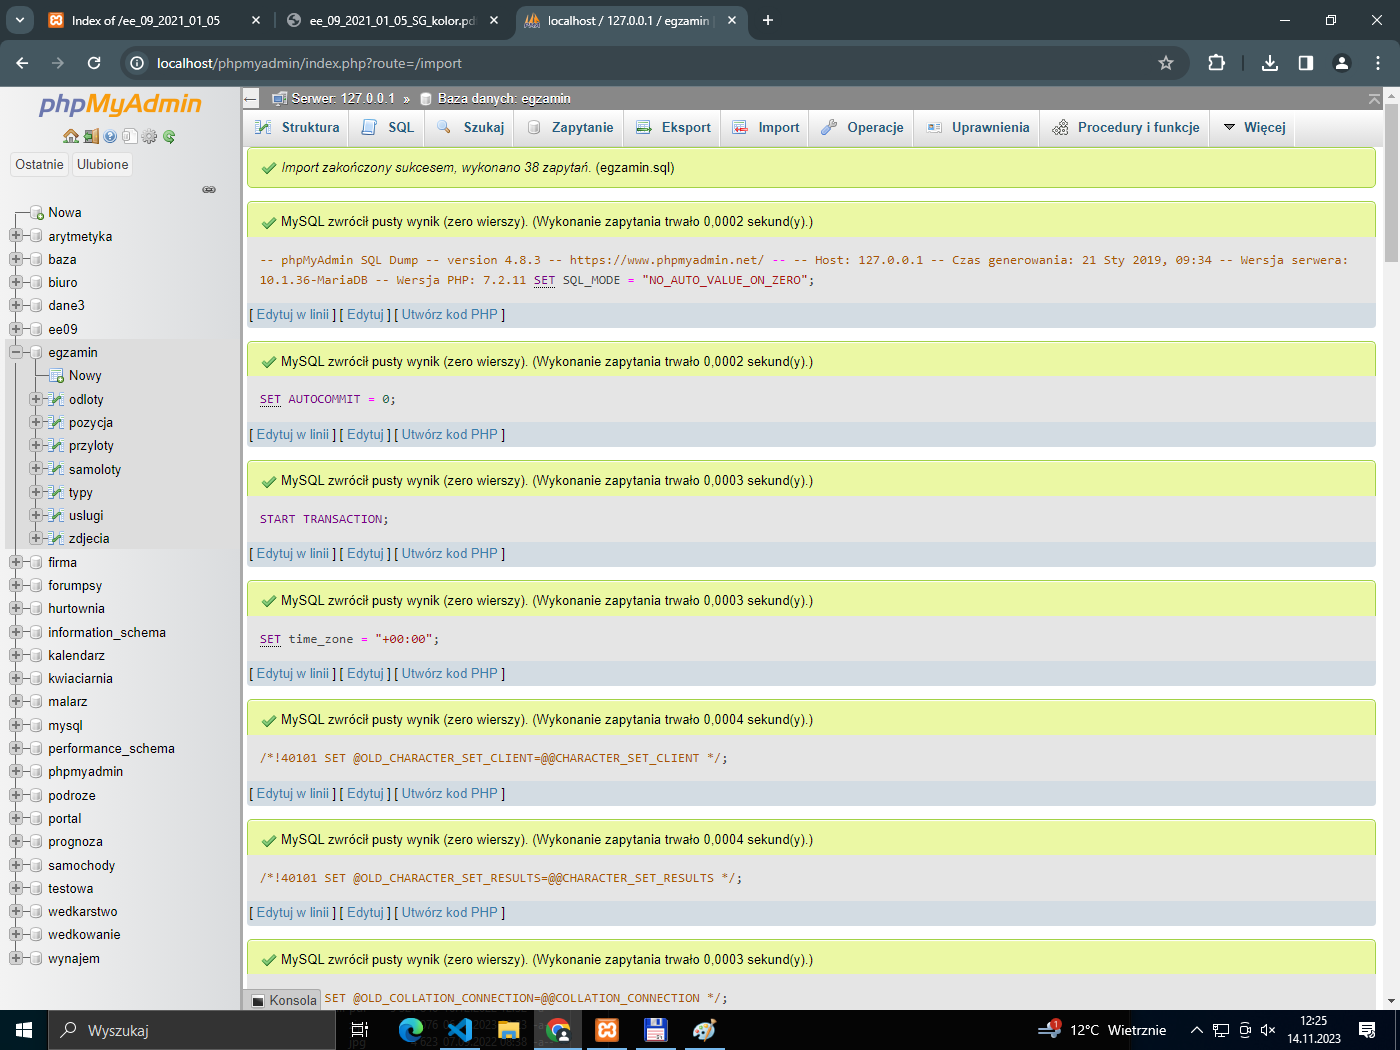 Index of /ee_09_2021_01_05
ee_09_2021_01_05_SG_kolor.pdf
localhost / 127.0.0.1 / egzamin
localhost/phpmyadmin/index.php?route=/import
phpMyAdmin
Ostatnie
Ulubione
Nowa
arytmetyka
baza
biuro
dane3
ee09
egzamin
Nowy
odloty
pozycja
przyloty
samoloty
typy
uslugi
zdjecia
firma
forumpsy
hurtownia
information_schema
kalendarz
kwiaciarnia
malarz
mysql
performance_schema
phpmyadmin
podroze
portal
prognoza
samochody
testowa
wedkarstwo
wedkowanie
wynajem
Serwer: 127.0.0.1 » Baza danych: egzamin
Struktura
SQL
Szukaj
Zapytanie
Eksport
Import
Operacje
Uprawnienia
Procedury i funkcje
Więcej
Import zakończony sukcesem, wykonano 38 zapytań. (egzamin.sql)
MySQL zwrócił pusty wynik (zero wierszy). (Wykonanie zapytania trwało 0,0002 sekund(y).)
-- phpMyAdmin SQL Dump -- version 4.8.3 -- https://www.phpmyadmin.net/ -- -- Host: 127.0.0.1 -- Czas generowania: 21 Sty 2019, 09:34 -- Wersja serwera:
10.1.36-MariaDB -- Wersja PHP: 7.2.11 SET SQL_MODE = "NO_AUTO_VALUE_ON_ZERO";
[ Edytuj w linii ] [ Edytuj ] [ Utwórz kod PHP ]
MySQL zwrócił pusty wynik (zero wierszy). (Wykonanie zapytania trwało 0,0002 sekund(y).)
SET AUTOCOMMIT = 0;
[ Edytuj w linii ] [ Edytuj ] [ Utwórz kod PHP ]
MySQL zwrócił pusty wynik (zero wierszy). (Wykonanie zapytania trwało 0,0003 sekund(y).)
START TRANSACTION;
[ Edytuj w linii ] [ Edytuj ] [ Utwórz kod PHP ]
MySQL zwrócił pusty wynik (zero wierszy). (Wykonanie zapytania trwało 0,0003 sekund(y).)
SET time_zone = "+00:00";
[ Edytuj w linii ] [ Edytuj ] [ Utwórz kod PHP ]
MySQL zwrócił pusty wynik (zero wierszy). (Wykonanie zapytania trwało 0,0004 sekund(y).)
/*!40101 SET @OLD_CHARACTER_SET_CLIENT=@@CHARACTER_SET_CLIENT */;
[ Edytuj w linii ] [ Edytuj ] [ Utwórz kod PHP ]
MySQL zwrócił pusty wynik (zero wierszy). (Wykonanie zapytania trwało 0,0004 sekund(y).)
/*!40101 SET @OLD_CHARACTER_SET_RESULTS=@@CHARACTER_SET_RESULTS */;
[ Edytuj w linii ] [ Edytuj ] [ Utwórz kod PHP ]
MySQL zwrócił pusty wynik (zero wierszy). (Wykonanie zapytania trwało 0,0003 sekund(y).)
SET @OLD_COLLATION_CONNECTION=@@COLLATION_CONNECTION */;
Konsola
Wyszukaj
1
12°C Wietrznie
12:25
14.11.2023